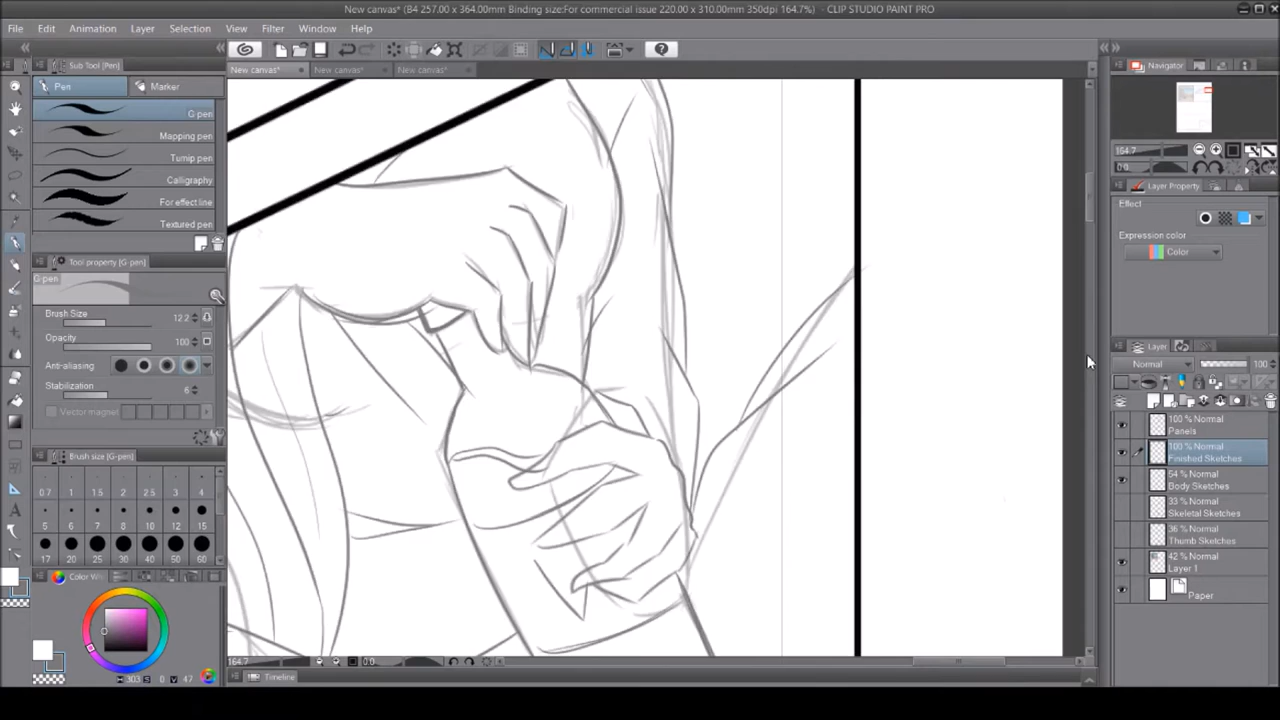 New canvas* (B4 257.00 x 364.00mm Binding size:For commercial issue 220.00 x 310.00mm 350dpi 164.7%) - CLIP STUDIO PAINT PRO
File Edit Animation Layer Selection View Filter Window Help
Sub Tool [Pen]
New canvas* New canvas* New canvas*
Navigator
Pen Marker
G pen
Mapping pen
Turnip pen
Calligraphy
For effect line
Textured pen
164.7
0.0
Layer Property
Effect
Expression color
Color
Tool property [G-pen]
G-pen
Brush Size 12.2
Opacity 100
Anti-aliasing
Stabilization 6
Vector magnet
Layer
Normal 100
100 % Normal
Panels
100 % Normal
Finished Sketches
54 % Normal
Body Sketches
33 % Normal
Skeletal Sketches
36 % Normal
Thumb Sketches
42 % Normal
Layer 1
Paper
Brush size [G-pen]
0.7 1 1.5 2 2.5 3 4
5 6 7 8 10 12 15
17 20 25 30 40 50 60
Color W
303 S 0 V 47
164.7 0.0
Timeline